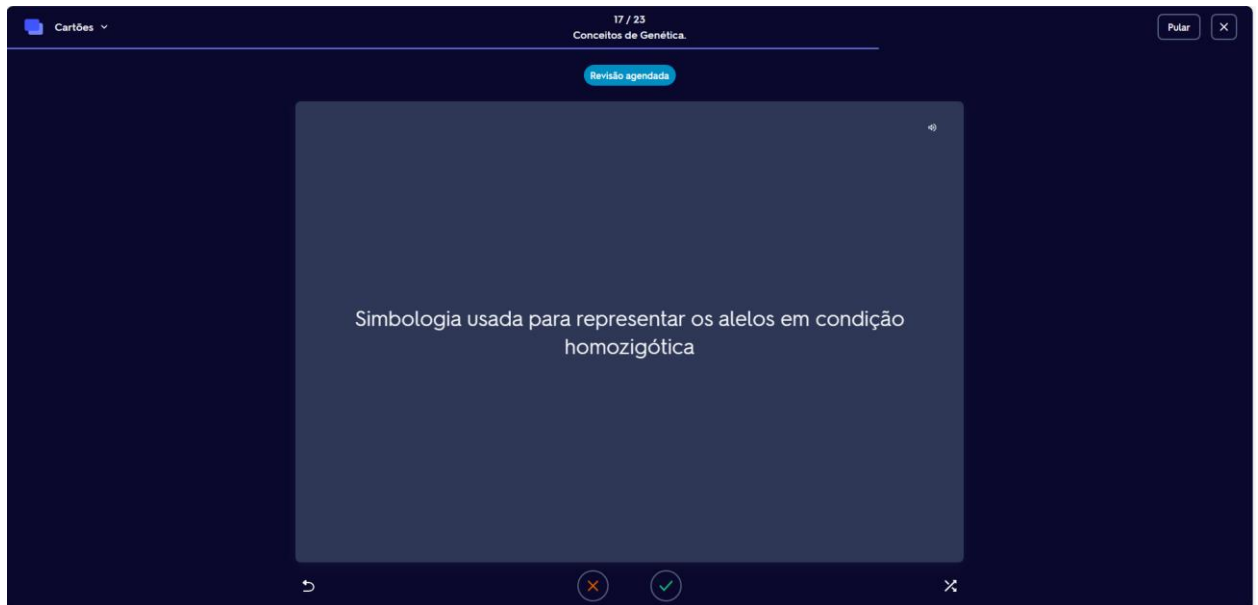 Cartões
17 / 23
Conceitos de Genética.
Pular
Revisão agendada
Simbologia usada para representar os alelos em condição
homozigótica